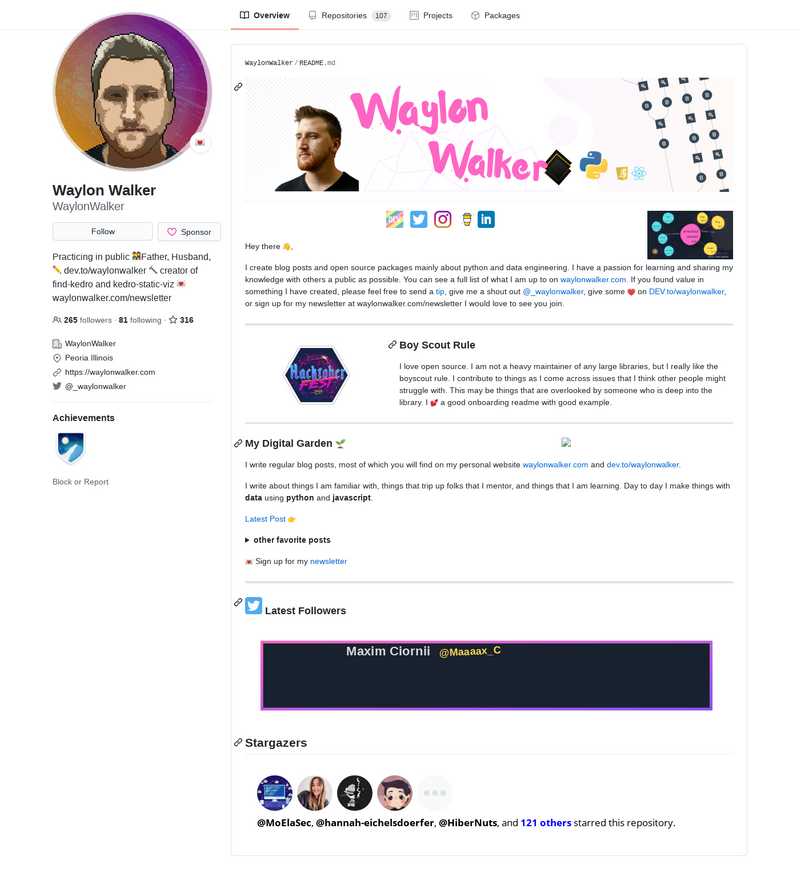 Overview
Repositories 107
Projects
Packages
Waylon Walker
WaylonWalker
Follow
Sponsor
Practicing in public 👨‍👩‍👧‍👦Father, Husband,
✏️ dev.to/waylonwalker 🔨 creator of
find-kedro and kedro-static-viz 💌
waylonwalker.com/newsletter
265 followers · 81 following · 316
WaylonWalker
Peoria Illinois
https://waylonwalker.com
@_waylonwalker
Achievements
Block or Report
WaylonWalker / README.md
Waylon
Walker
Hey there 👋,
I create blog posts and open source packages mainly about python and data engineering. I have a passion for learning and sharing my
knowledge with others a public as possible. You can see a full list of what I am up to on waylonwalker.com. If you found value in
something I have created, please feel free to send a tip, give me a shout out @_waylonwalker, give some ❤️ on DEV.to/waylonwalker,
or sign up for my newsletter at waylonwalker.com/newsletter I would love to see you join.
Hacktober
FEST
Boy Scout Rule
I love open source. I am not a heavy maintainer of any large libraries, but I really like the
boyscout rule. I contribute to things as I come across issues that I think other people might
struggle with. This may be things that are overlooked by someone who is deep into the
library. I 💕 a good onboarding readme with good example.
My Digital Garden 🌱
I write regular blog posts, most of which you will find on my personal website waylonwalker.com and dev.to/waylonwalker.
I write about things I am familiar with, things that trip up folks that I mentor, and things that I am learning. Day to day I make things with
data using python and javascript.
Latest Post 👉
other favorite posts
💌 Sign up for my newsletter
Latest Followers
Maxim Ciornii @Maaaax_C
Stargazers
@MoElaSec, @hannah-eichelsdoerfer, @HiberNuts, and 121 others starred this repository.